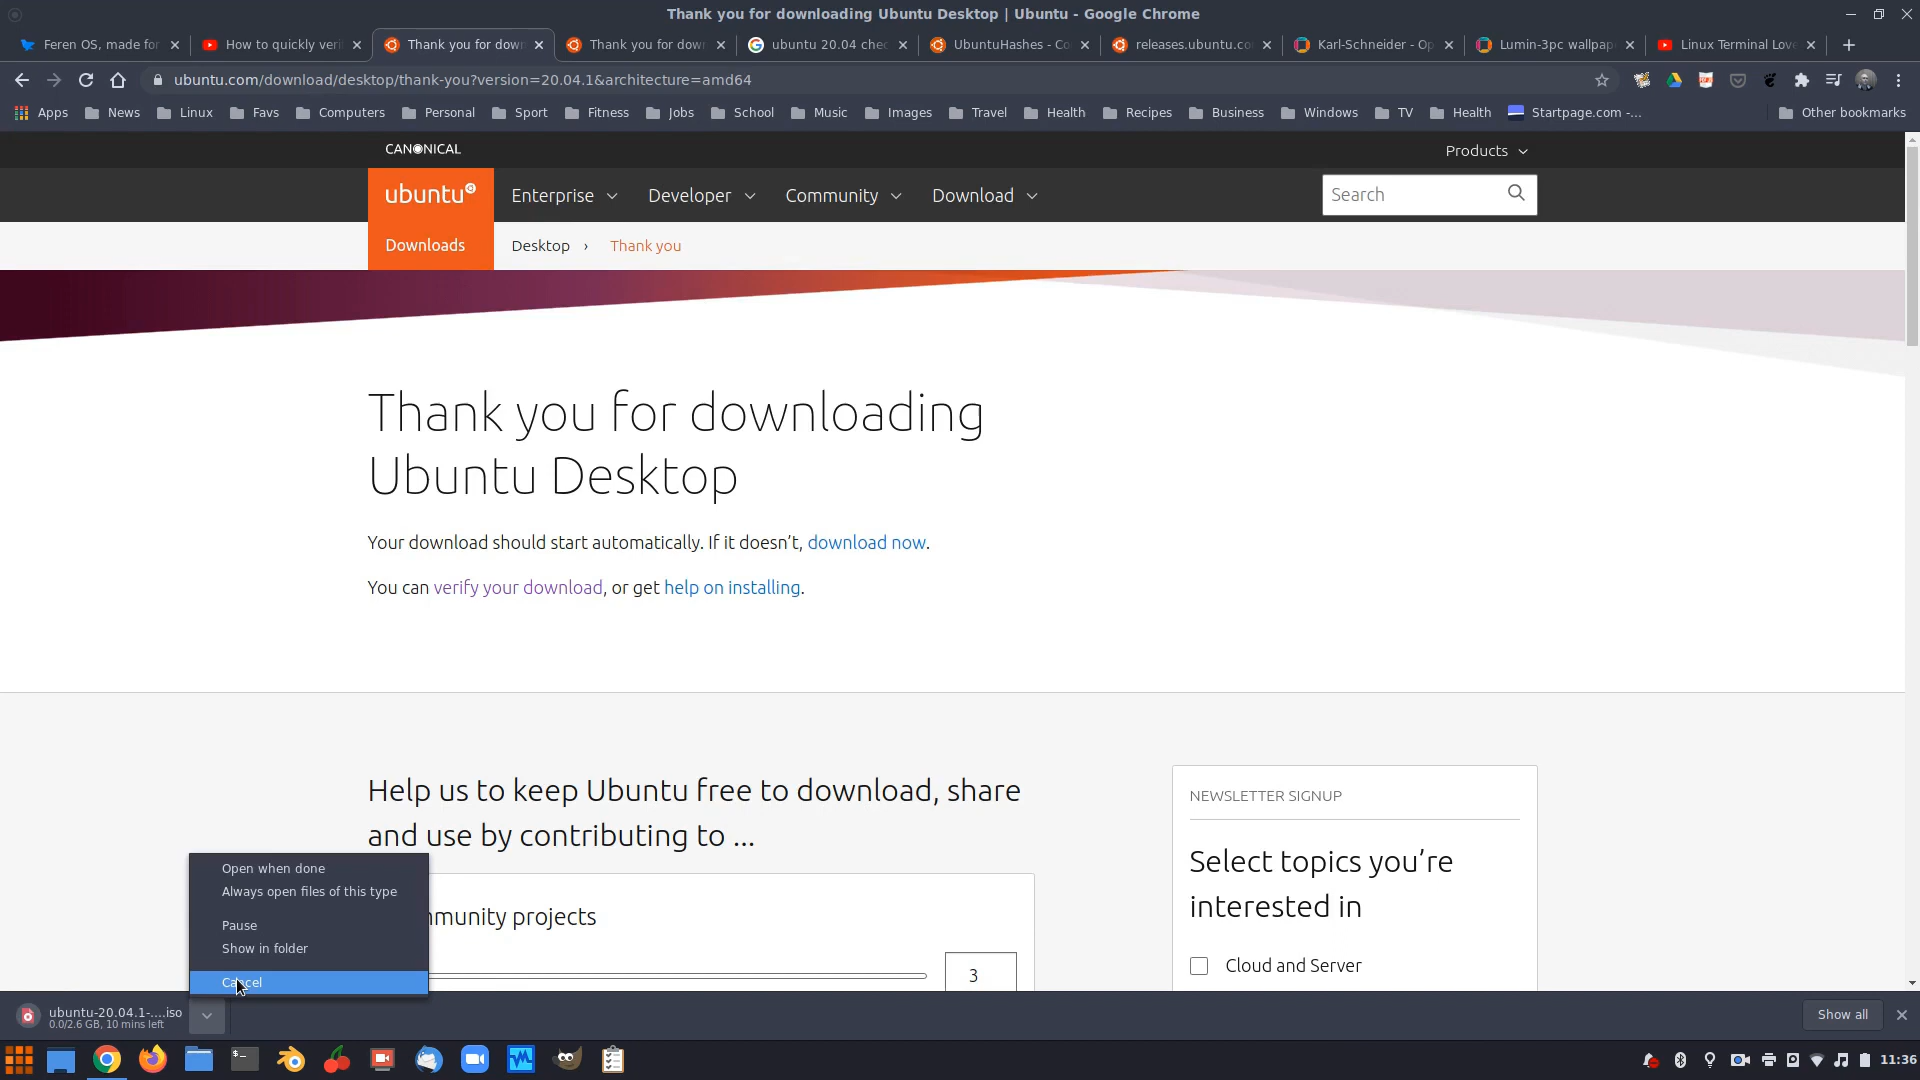 Thank you for downloading Ubuntu Desktop | Ubuntu - Google Chrome
Feren OS, made for
How to quickly veri
Thank you for down
Thank you for dow
ubuntu 20.04 chec
UbuntuHashes - Co
releases.ubuntu.co
Karl-Schneider - Op
Lumin-3pc wallpap
Linux Terminal Lov
ubuntu.com/download/desktop/thank-you?version=20.04.1&architecture=amd64
Apps
News
Linux
Favs
Computers
Personal
Sport
Fitness
Jobs
School
Music
Images
Travel
Health
Recipes
Business
Windows
TV
Health
Startpage.com -...
Other bookmarks
CANONICAL
Products
ubuntu
Enterprise
Developer
Community
Download
Search
Downloads
Desktop ›
Thank you
Thank you for downloading
Ubuntu Desktop
Your download should start automatically. If it doesn’t, download now.
You can verify your download, or get help on installing.
Help us to keep Ubuntu free to download, share
and use by contributing to ...
NEWSLETTER SIGNUP
Select topics you’re
interested in
Cloud and Server
Open when done
Always open files of this type
Pause
Show in folder
Cancel
mmunity projects
3
ubuntu-20.04.1-....iso
0.0/2.6 GB, 10 mins left
Show all
11:36